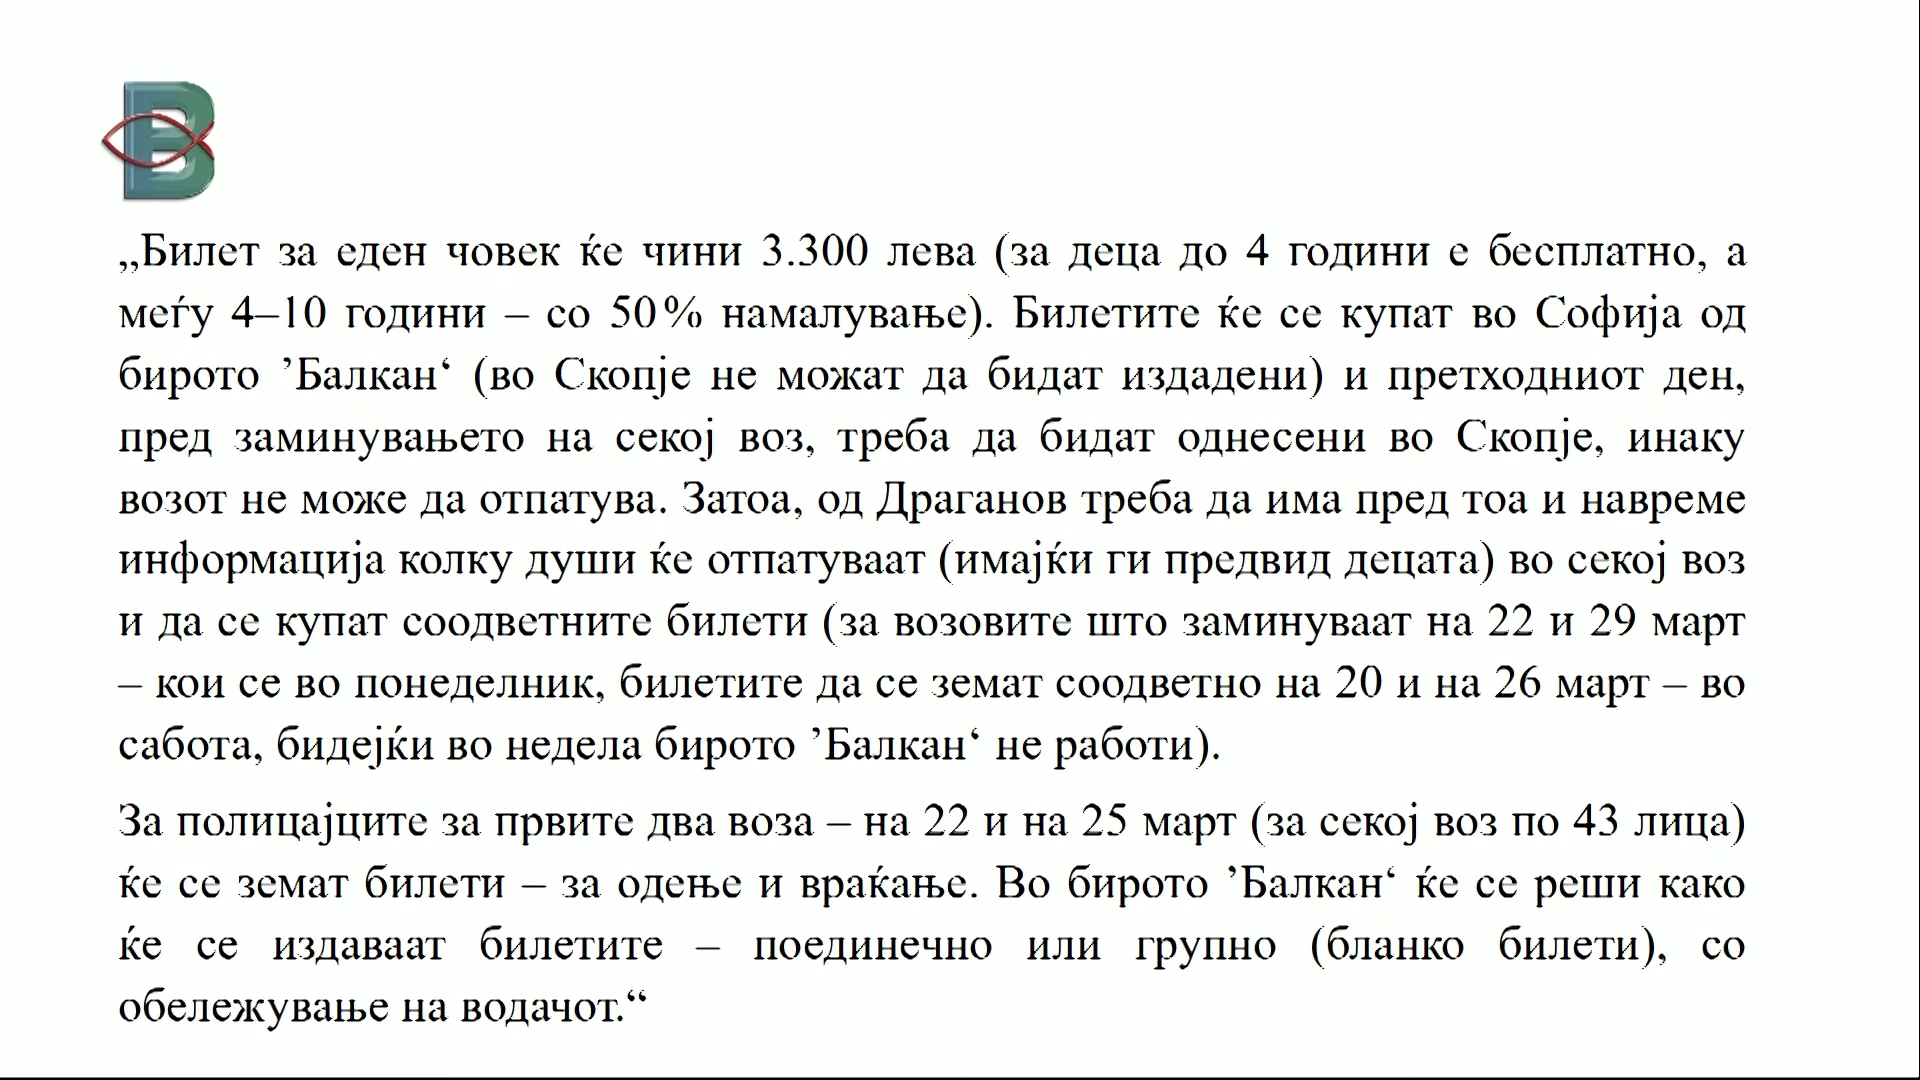 „Билет за еден човек ќе чини 3.300 лева (за деца до 4 години е бесплатно, а
меѓу 4–10 години – со 50% намалување). Билетите ќе се купат во Софија од
бирото ’Балкан‘ (во Скопје не можат да бидат издадени) и претходниот ден,
пред заминувањето на секој воз, треба да бидат однесени во Скопје, инаку
возот не може да отпатува. Затоа, од Драганов треба да има пред тоа и навреме
информација колку души ќе отпатуваат (имајќи ги предвид децата) во секој воз
и да се купат соодветните билети (за возовите што заминуваат на 22 и 29 март
– кои се во понеделник, билетите да се земат соодветно на 20 и на 26 март – во
сабота, бидејќи во недела бирото ’Балкан‘ не работи).
За полицајците за првите два воза – на 22 и на 25 март (за секој воз по 43 лица)
ќе се земат билети – за одење и враќање. Во бирото ’Балкан‘ ќе се реши како
ќе се издаваат билетите – поединечно или групно (бланко билети), со
обележување на водачот.“